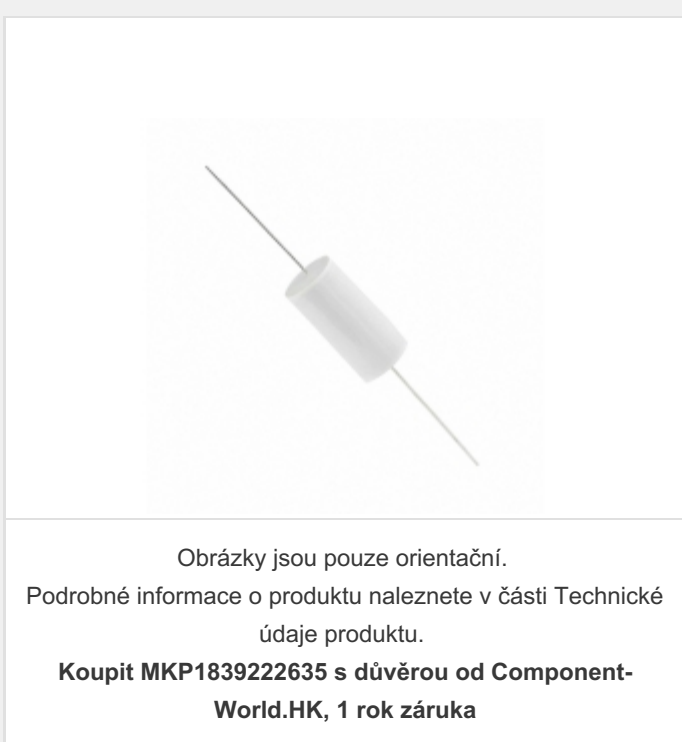 Obrázky jsou pouze orientační.
Podrobné informace o produktu naleznete v části Technické
údaje produktu.
Koupit MKP1839222635 s důvěrou od Component-
World.HK, 1 rok záruka